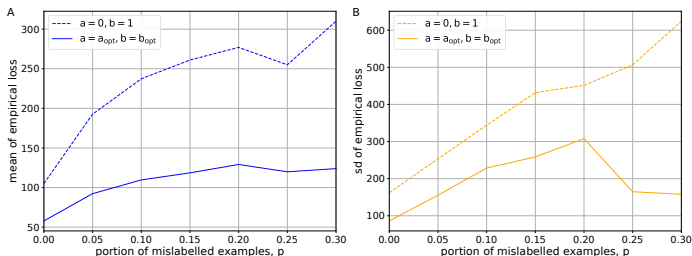 A
a = 0, b = 1
a = a_opt, b = b_opt
mean of empirical loss
300
250
200
150
100
50
0.00 0.05 0.10 0.15 0.20 0.25 0.30
portion of mislabelled examples, p
B
a = 0, b = 1
a = a_opt, b = b_opt
sd of empirical loss
600
500
400
300
200
100
0.00 0.05 0.10 0.15 0.20 0.25 0.30
portion of mislabelled examples, p